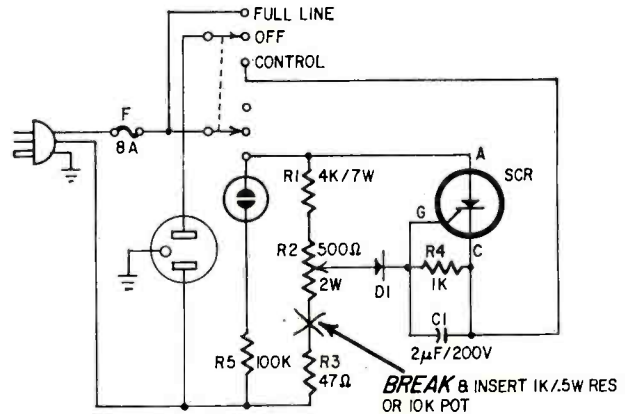 FULL LINE
OFF
CONTROL
F
8A
A
SCR
R1
4K/7W
G
R2
500Ω
2W
R4
1K
C
D1
C1
2μF/200V
R5
100K
R3
47Ω
BREAK & INSERT 1K/.5W RES
OR 10K POT